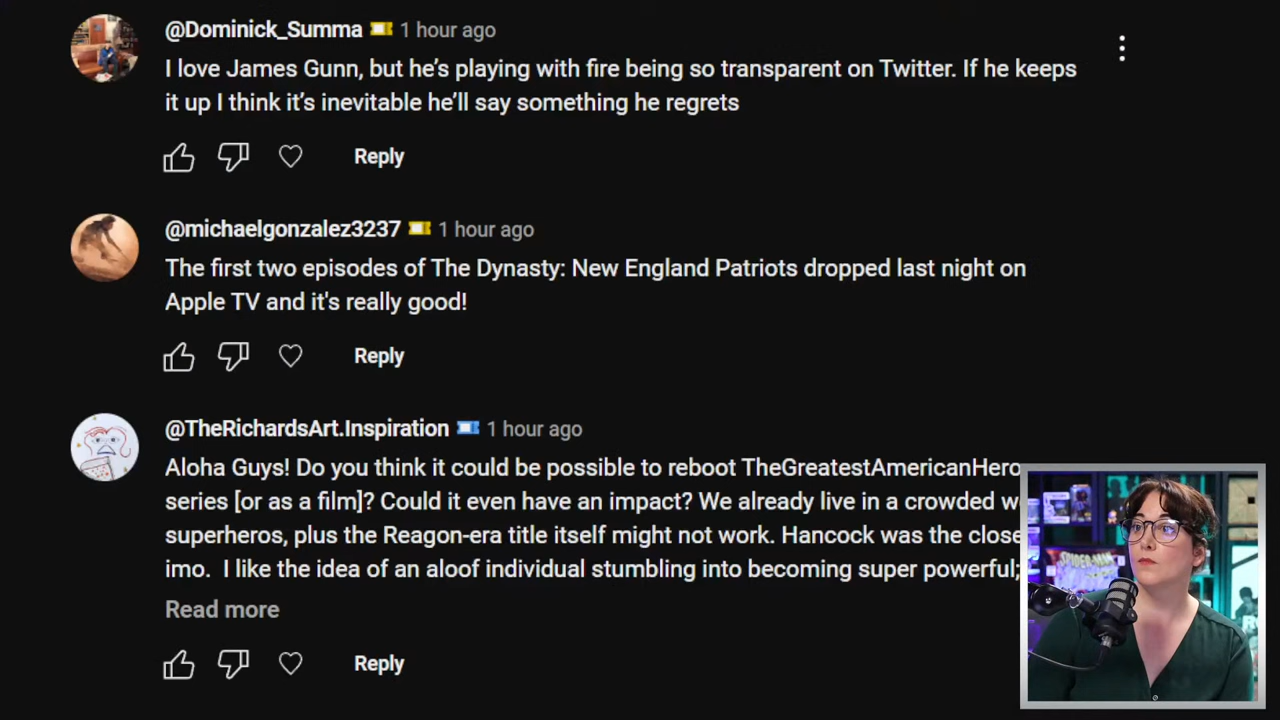 @Dominick_Summa 1 hour ago
I love James Gunn, but he's playing with fire being so transparent on Twitter. If he keeps
it up I think it's inevitable he'll say something he regrets
Reply
@michaelgonzalez3237 1 hour ago
The first two episodes of The Dynasty: New England Patriots dropped last night on
Apple TV and it's really good!
Reply
@TheRichardsArt.Inspiration 1 hour ago
Aloha Guys! Do you think it could be possible to reboot TheGreatestAmericanHero
series [or as a film]? Could it even have an impact? We already live in a crowded
superheros, plus the Reagon-era title itself might not work. Hancock was the
imo. I like the idea of an aloof individual stumbling into becoming super powerful;
Read more
Reply
SPIDER-MAN